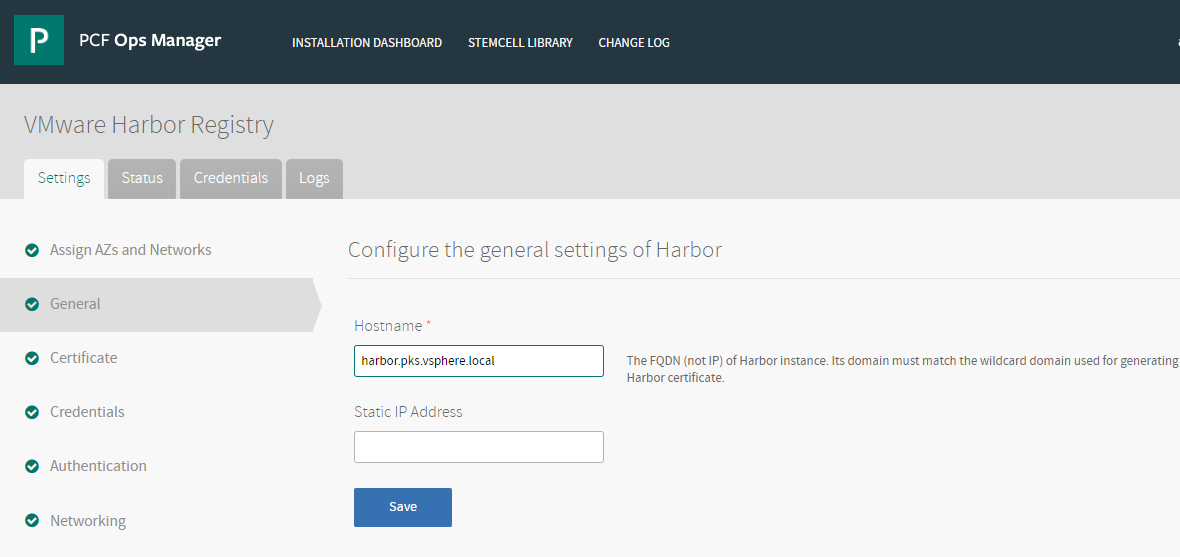 P
PCF Ops Manager
INSTALLATION DASHBOARD
STEMCELL LIBRARY
CHANGE LOG
VMware Harbor Registry
Settings
Status
Credentials
Logs
Assign AZs and Networks
General
Certificate
Credentials
Authentication
Networking
Configure the general settings of Harbor
Hostname *
harbor.pks.vsphere.local
The FQDN (not IP) of Harbor instance. Its domain must match the wildcard domain used for generating
Harbor certificate.
Static IP Address
Save